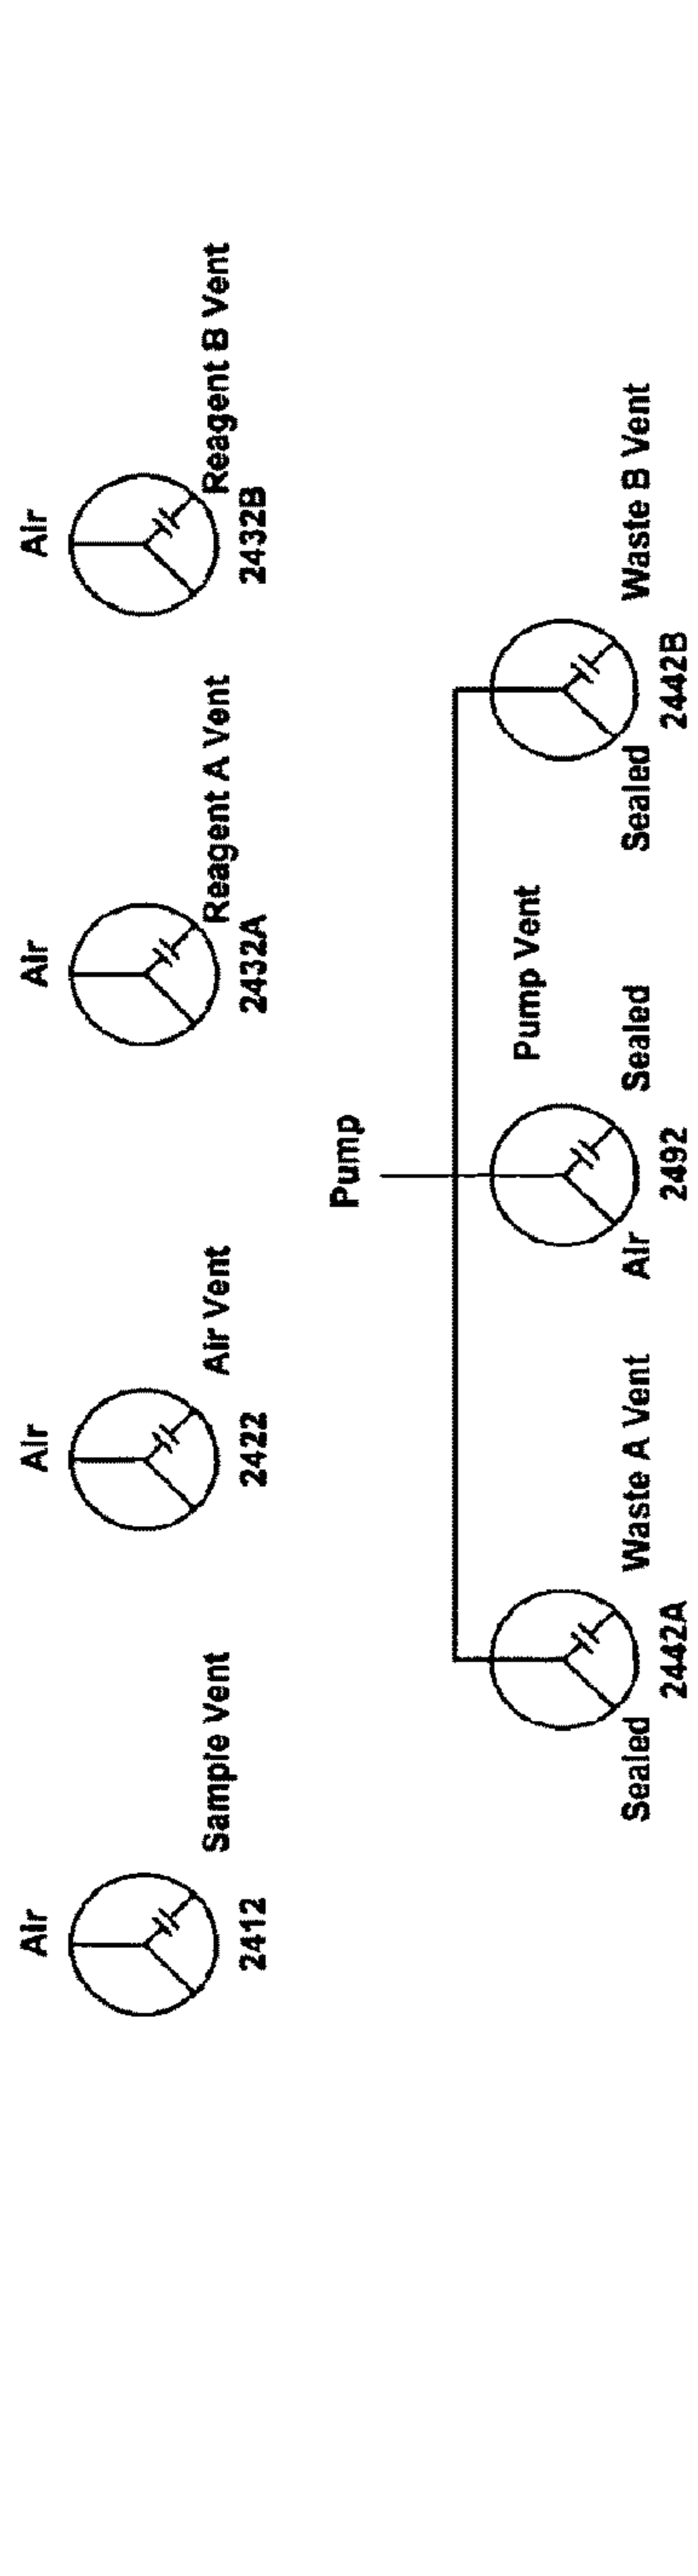 Air
Air
Air
Air
Sample Vent
Air Vent
Reagent A Vent
Reagent B Vent
2412
2422
2432A
2432B
Pump
Pump Vent
Sealed
Waste A Vent
Air
Sealed
Sealed
Waste B Vent
2442A
2492
2442B